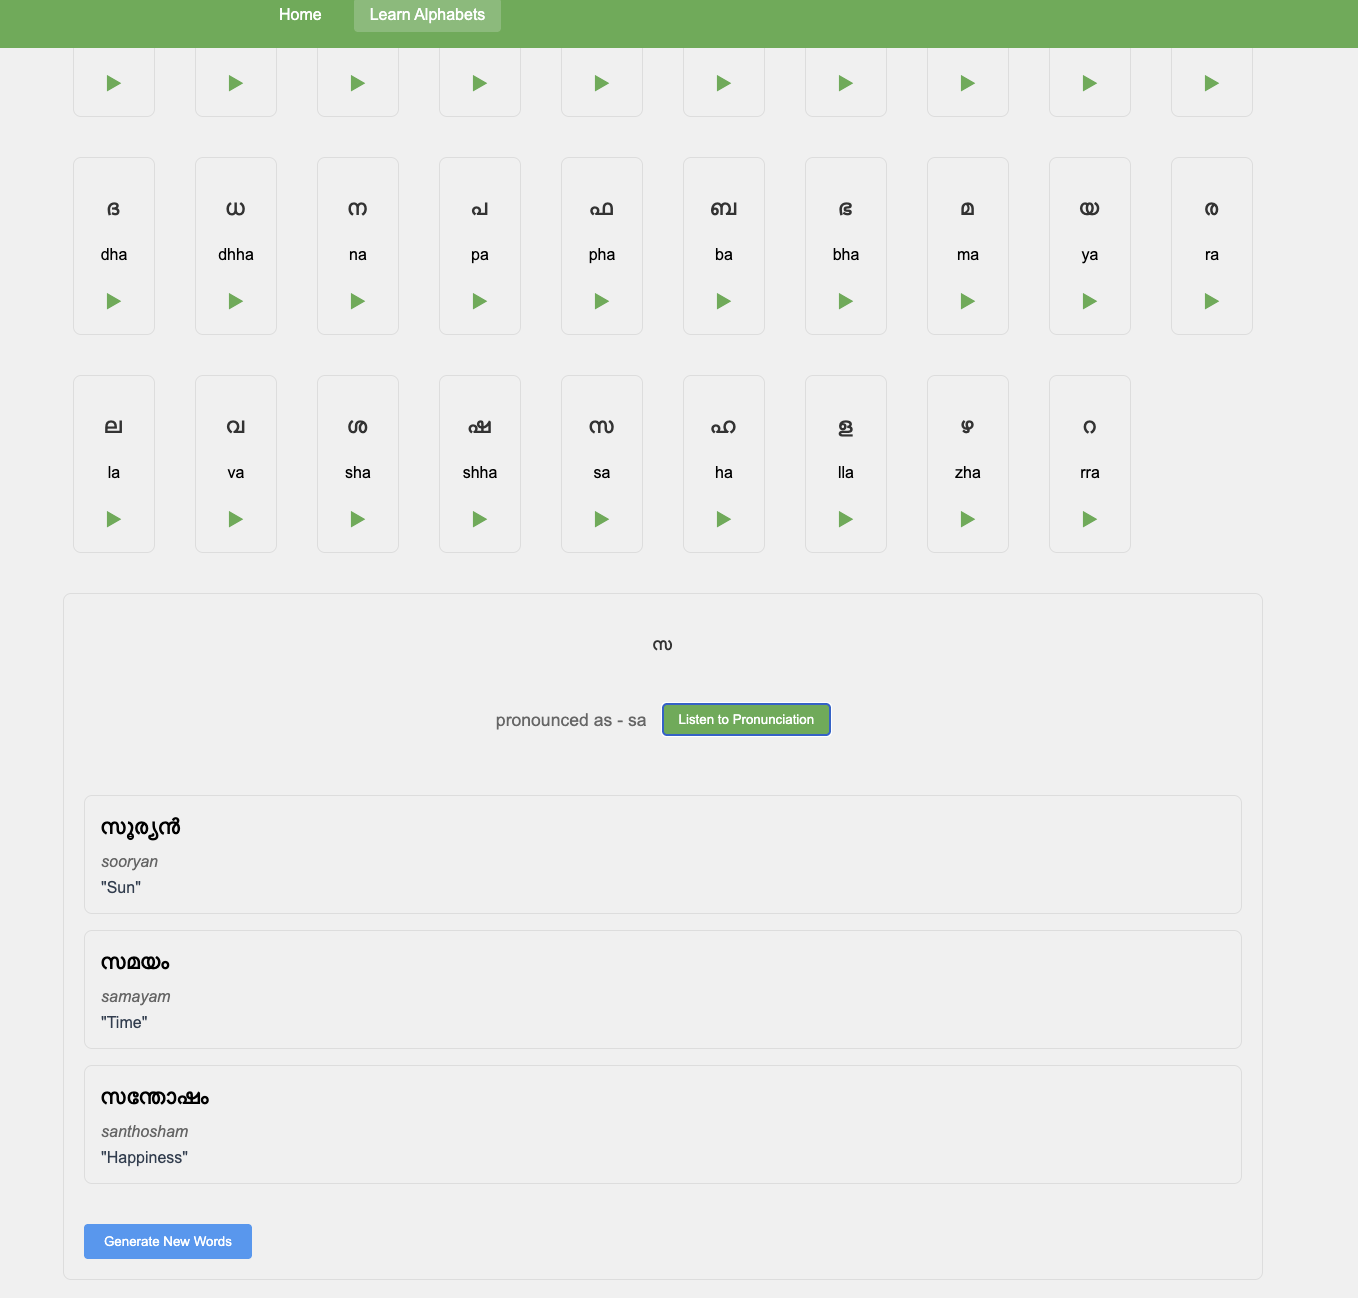 Home Learn Alphabets
ദ ധ ന പ ഫ ബ ഭ മ യ ര
dha dhha na pa pha ba bha ma ya ra
ല വ ശ ഷ സ ഹ ള ഴ റ
la va sha shha sa ha lla zha rra
സ
pronounced as - sa Listen to Pronunciation
സൂര്യൻ
sooryan
"Sun"
സമയം
samayam
"Time"
സന്തോഷം
santhosham
"Happiness"
Generate New Words